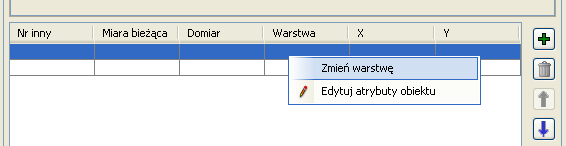 Nr inny Miara bieżąca Domiar Warstwa X Y
Zmień warstwę
Edytuj atrybuty obiektu